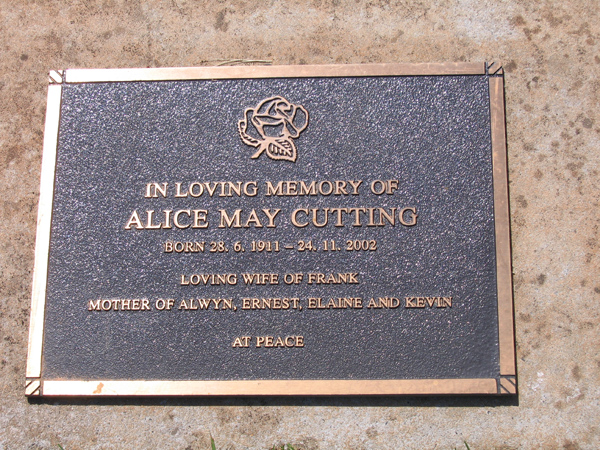 IN LOVING MEMORY OF
ALICE MAY CUTTING
BORN 28. 6. 1911 – 24. 11. 2002
LOVING WIFE OF FRANK
MOTHER OF ALWYN, ERNEST, ELAINE AND KEVIN
AT PEACE